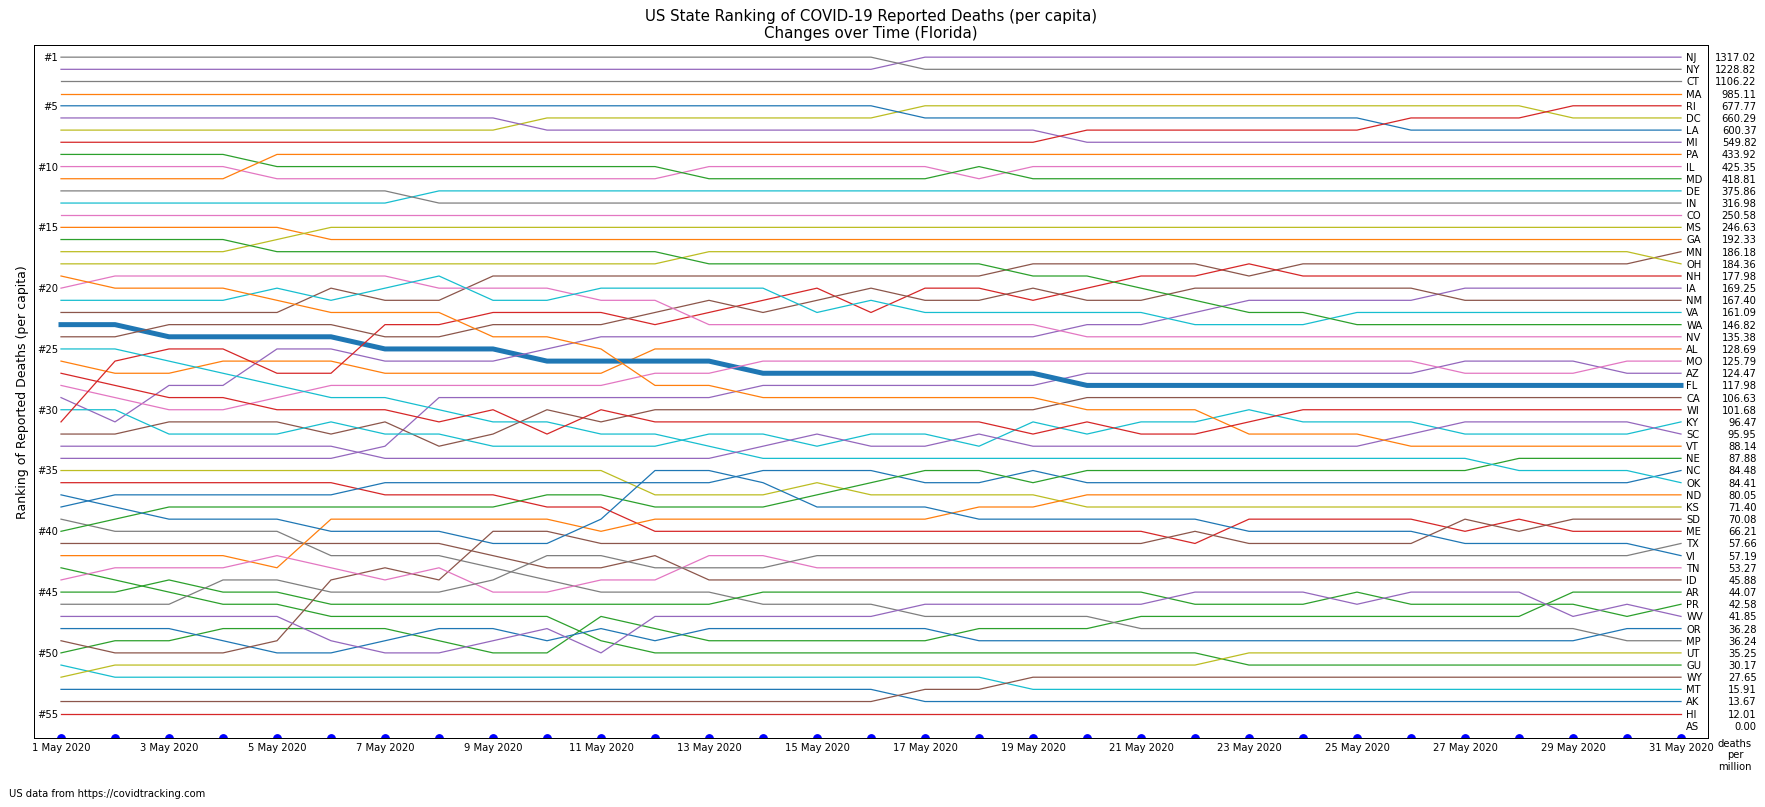 US State Ranking of COVID-19 Reported Deaths (per capita)
Changes over Time (Florida)
Ranking of Reported Deaths (per capita)
#1
#5
#10
#15
#20
#25
#30
#35
#40
#45
#50
#55
NJ 1317.02
NY 1228.82
CT 1106.22
MA 985.11
RI 677.77
DC 660.29
LA 600.37
MI 549.82
PA 433.92
IL 425.35
MD 418.81
DE 375.86
IN 316.98
CO 250.58
MS 246.63
GA 192.33
MN 186.18
OH 184.36
NH 177.98
IA 169.25
NM 167.40
VA 161.09
WA 146.82
NV 135.38
AL 128.69
MO 125.79
AZ 124.47
FL 117.98
CA 106.63
WI 101.68
KY 96.47
SC 95.95
VT 88.14
NE 87.88
NC 84.48
OK 84.41
ND 80.05
KS 71.40
SD 70.08
ME 66.21
TX 57.66
VI 57.19
TN 53.27
ID 45.88
AR 44.07
PR 42.58
WV 41.85
OR 36.28
MP 36.24
UT 35.25
GU 30.17
WY 27.65
MT 15.91
AK 13.67
HI 12.01
AS 0.00
1 May 2020 3 May 2020 5 May 2020 7 May 2020 9 May 2020 11 May 2020 13 May 2020 15 May 2020 17 May 2020 19 May 2020 21 May 2020 23 May 2020 25 May 2020 27 May 2020 29 May 2020 31 May 2020
deaths
per
million
US data from https://covidtracking.com